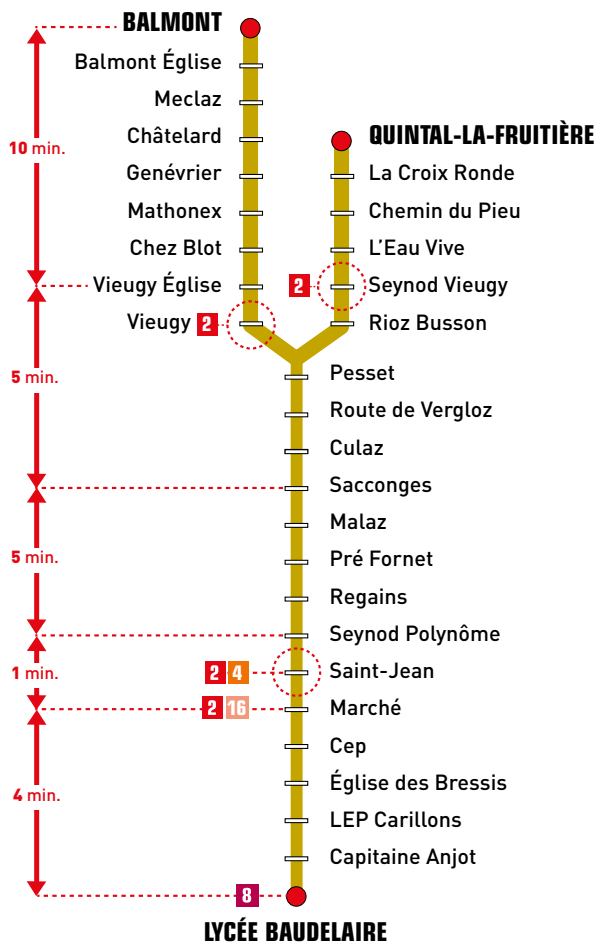 BALMONT
Balmont Église
Meclaz
Châtelard
10 min.
Genévrier
Mathonex
Chez Blot
Vieugy Église
Vieugy 2
QUINTAL-LA-FRUITIÈRE
La Croix Ronde
Chemin du Pieu
L'Eau Vive
2 Seynod Vieugy
Rioz Busson
Pesset
5 min.
Route de Vergloz
Culaz
Sacconges
Malaz
5 min.
Pré Fornet
Regains
Seynod Polynôme
1 min.
2 4 Saint-Jean
2 16 Marché
Cep
Église des Bressis
4 min.
LEP Carillons
Capitaine Anjot
8
LYCÉE BAUDELAIRE